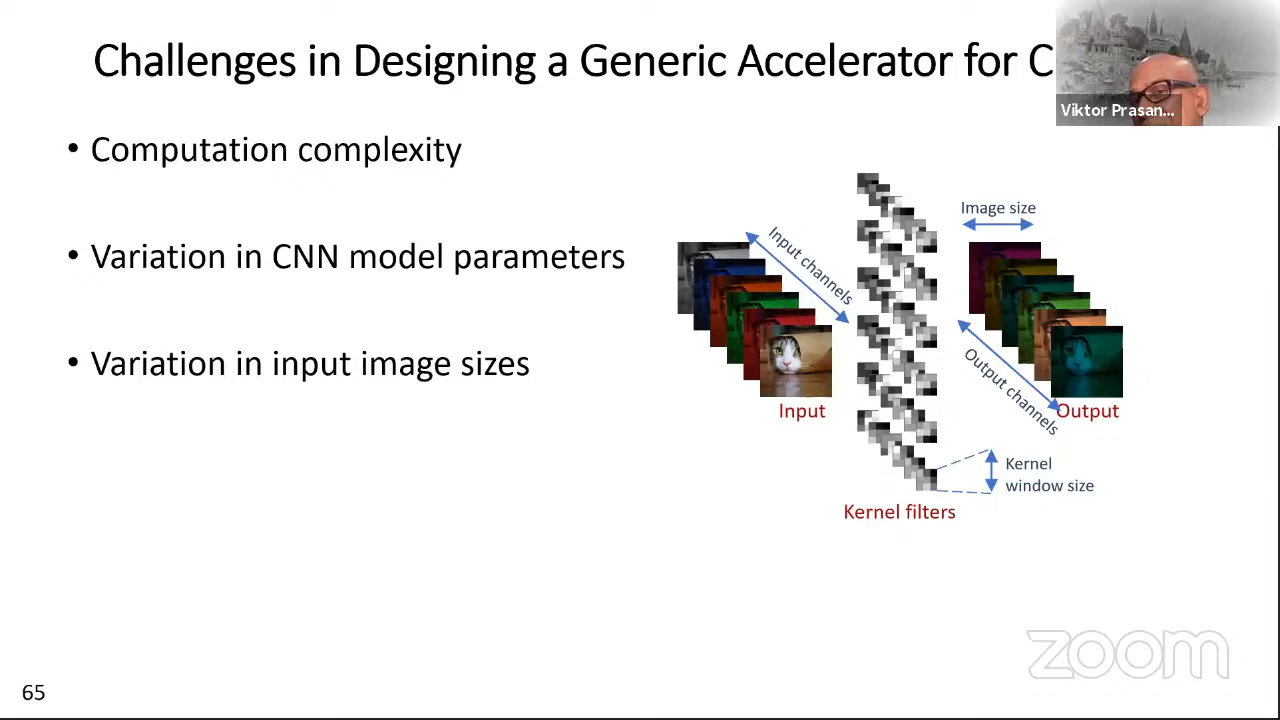 Challenges in Designing a Generic Accelerator for C
Viktor Prasan...
• Computation complexity
• Variation in CNN model parameters
• Variation in input image sizes
Input channels
Image size
Output channels
Input
Output
Kernel
window size
Kernel filters
zoom
65